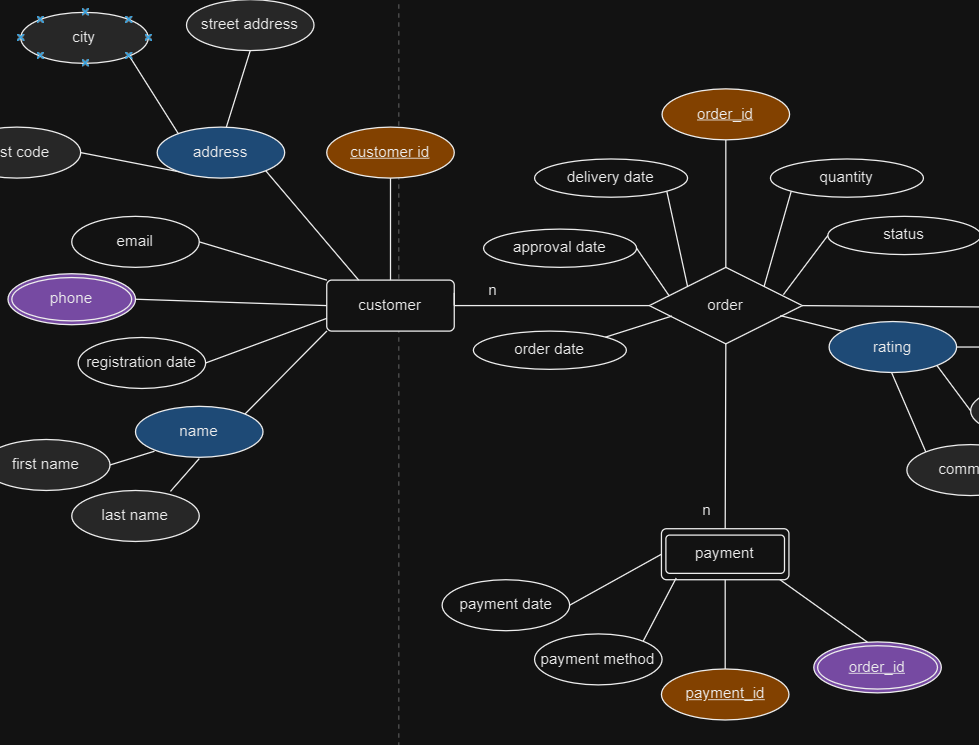 city
street address
order_id
st code
address
customer id
delivery date
quantity
email
approval date
status
phone
customer
n
order
registration date
order date
rating
name
first name
comm
last name
n
payment
payment date
payment method
order_id
payment_id